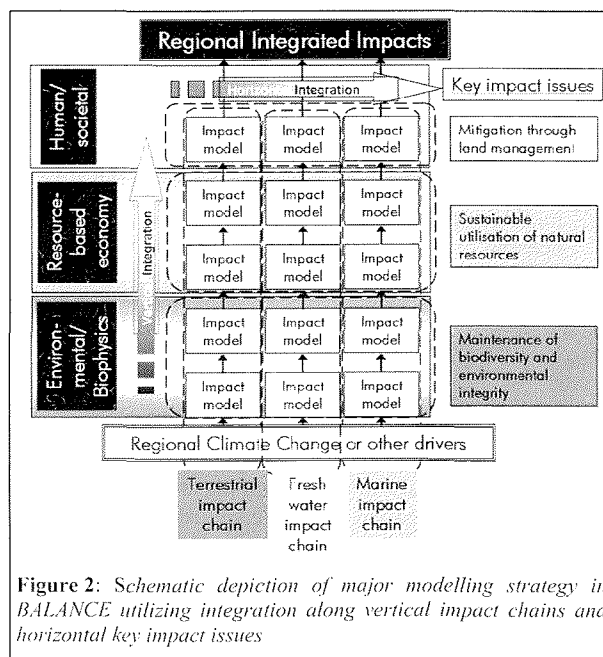 Regional Integrated Impacts
Human/
societal
Integration
Key impact issues
Impact model
Impact model
Impact model
Mitigation through
land management
Resource-
based
economy
Integration
Impact model
Impact model
Impact model
Impact model
Impact model
Impact model
Sustainable
utilisation of natural
resources
Environ-
mental/
Biophysics
Impact model
Impact model
Impact model
Impact model
Impact model
Impact model
Maintenance of
biodiversity and
environmental
integrity
Regional Climate Change or other drivers
Terrestrial
impact
chain
Fresh
water
impact
chain
Marine
impact
chain
Figure 2: Schematic depiction of major modelling strategy in
BALANCE utilizing integration along vertical impact chains and
horizontal key impact issues